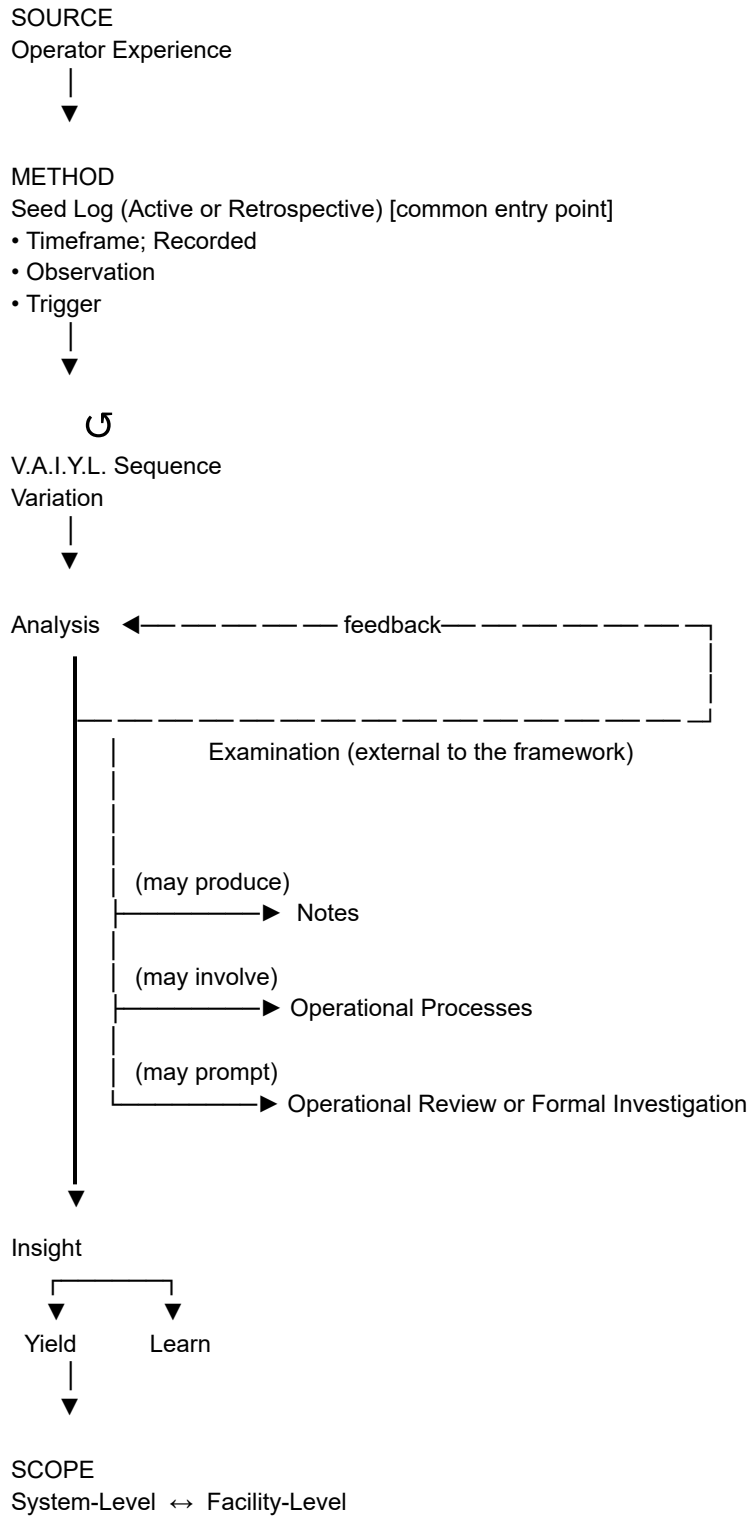 SOURCE
Operator Experience
METHOD
Seed Log (Active or Retrospective) [common entry point]
• Timeframe; Recorded
• Observation
• Trigger
V.A.I.Y.L. Sequence
Variation
Analysis
feedback
Examination (external to the framework)
(may produce)
Notes
(may involve)
Operational Processes
(may prompt)
Operational Review or Formal Investigation
Insight
Yield Learn
SCOPE
System-Level ↔ Facility-Level